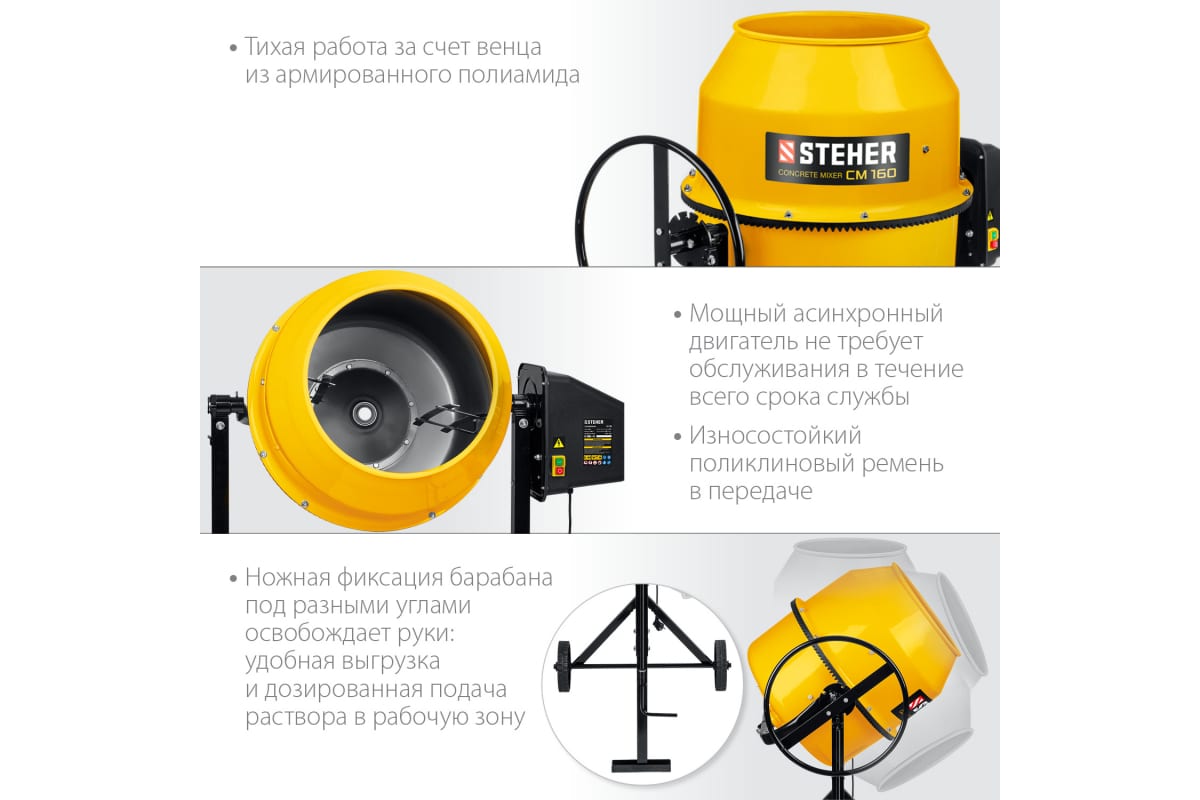 • Тихая работа за счет венца
из армированного полиамида
STEHER
CONCRETE MIXER CM 160
• Мощный асинхронный
двигатель не требует
обслуживания в течение
всего срока службы
• Износостойкий
поликлиновый ремень
в передаче
STEHER
• Ножная фиксация барабана
под разными углами
освобождает руки:
удобная выгрузка
и дозированная подача
раствора в рабочую зону